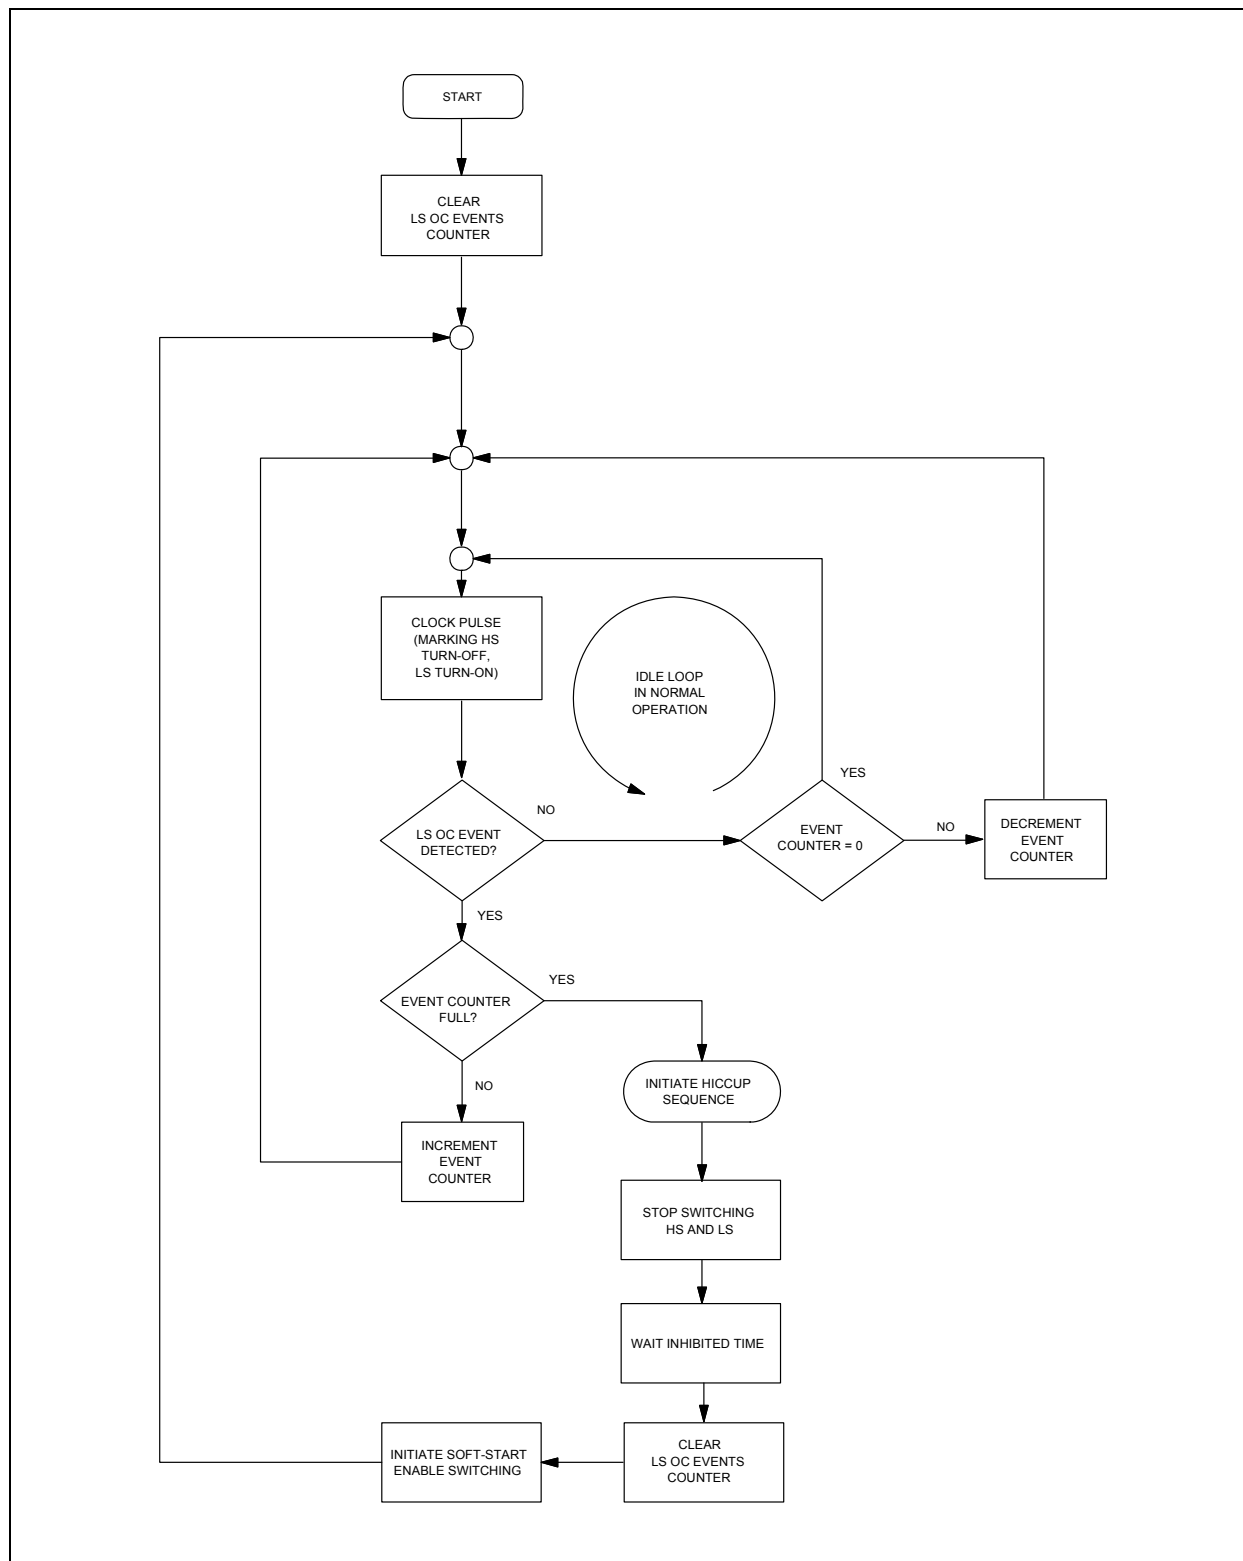 START
CLEAR
LS OC EVENTS
COUNTER
CLOCK PULSE
(MARKING HS
TURN-OFF,
LS TURN-ON)
IDLE LOOP
IN NORMAL
OPERATION
LS OC EVENT
DETECTED?
NO
EVENT
COUNTER = 0
YES
NO
DECREMENT
EVENT
COUNTER
YES
EVENT COUNTER
FULL?
YES
NO
INCREMENT
EVENT
COUNTER
INITIATE HICCUP
SEQUENCE
STOP SWITCHING
HS AND LS
WAIT INHIBITED TIME
CLEAR
LS OC EVENTS
COUNTER
INITIATE SOFT-START
ENABLE SWITCHING